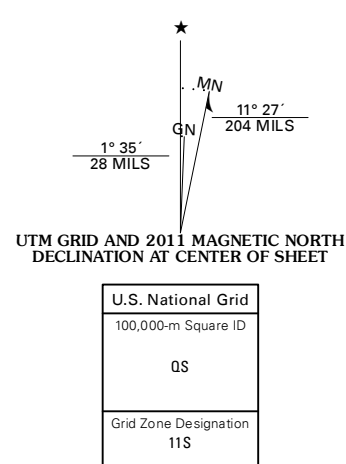 ★
MN
11° 27´
204 MILS
GN
1° 35´
28 MILS
UTM GRID AND 2011 MAGNETIC NORTH
DECLINATION AT CENTER OF SHEET
U.S. National Grid
100,000-m Square ID
QS
Grid Zone Designation
11S